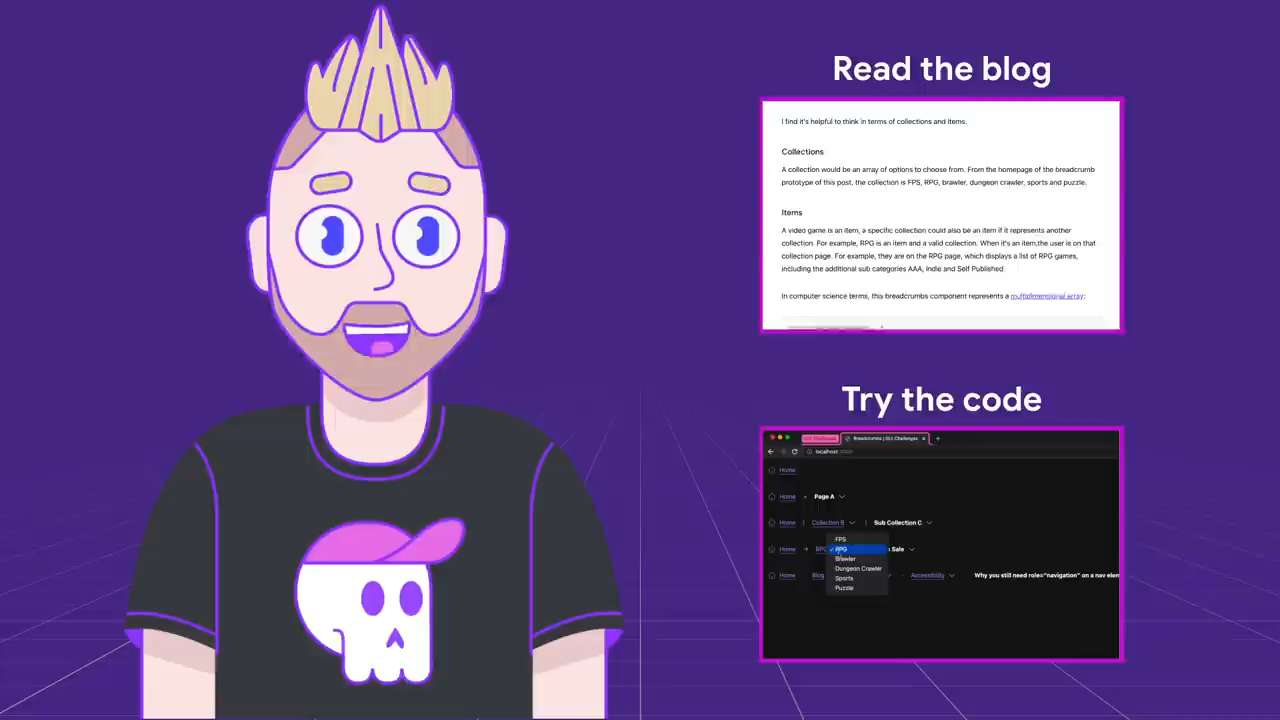 Read the blog
I find it's helpful to think in terms of collections and items.
Collections
A collection would be an array of options to choose from. From the homepage of the breadcrumb
prototype of this post, the collection is FPS, RPG, brawler, dungeon crawler, sports and puzzle.
Items
A video game is an item, a specific collection could also be an item if it represents another
collection. For example, RPG is an item and a valid collection. When it's an item,the user is on that
collection page. For example, they are on the RPG page, which displays a list of RPG games,
including the additional sub categories AAA, Indie and Self Published.
In computer science terms, this breadcrumbs component represents a multidimensional array:
Try the code
Breadcrumbs | GUI Challenges
localhost
Home
Home Page A
Home | Collection B | Sub Collection C
FPS
Home RPG ✓ RPG Sale
Brawler
Dungeon Crawler
Home Blog Accessibility Why you still need role="navigation" on a nav elem
Sports
Puzzle